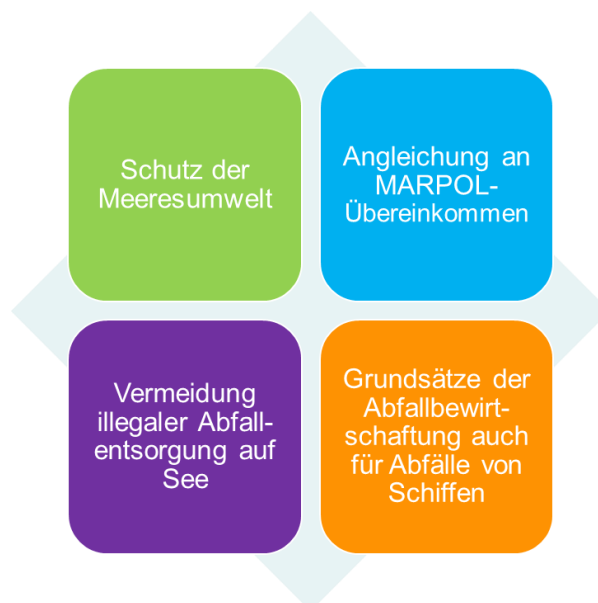 Schutz der
Meeresumwelt
Angleichung an
MARPOL-
Übereinkommen
Vermeidung
illegaler Abfall-
entsorgung auf
See
Grundsätze der
Abfallbewirt-
schaftung auch
für Abfälle von
Schiffen